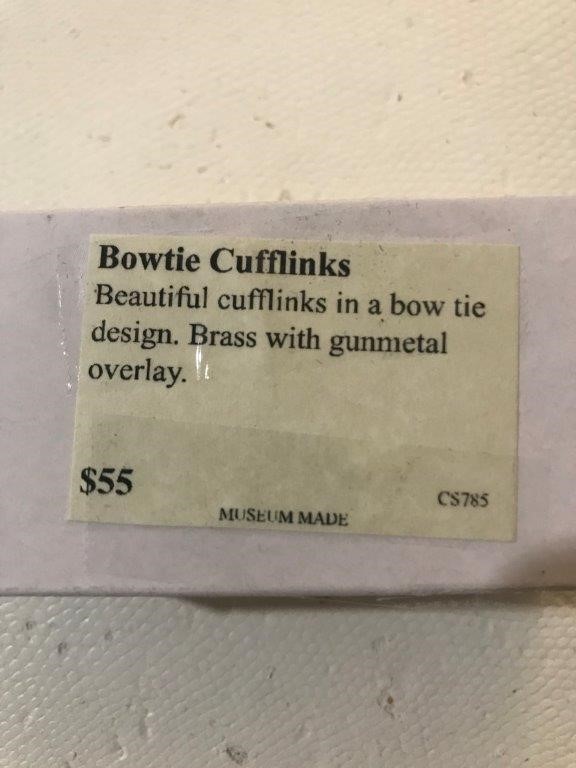 Bowtie Cufflinks
Beautiful cufflinks in a bow tie
design. Brass with gunmetal
overlay.
$55
CS785
MUSEUM MADE